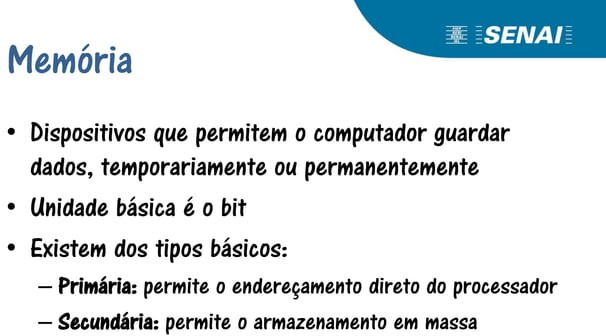 SENAI
Memória
• Dispositivos que permitem o computador guardar
dados, temporariamente ou permanentemente
• Unidade básica é o bit
• Existem dos tipos básicos:
– Primária: permite o endereçamento direto do processador
– Secundária: permite o armazenamento em massa